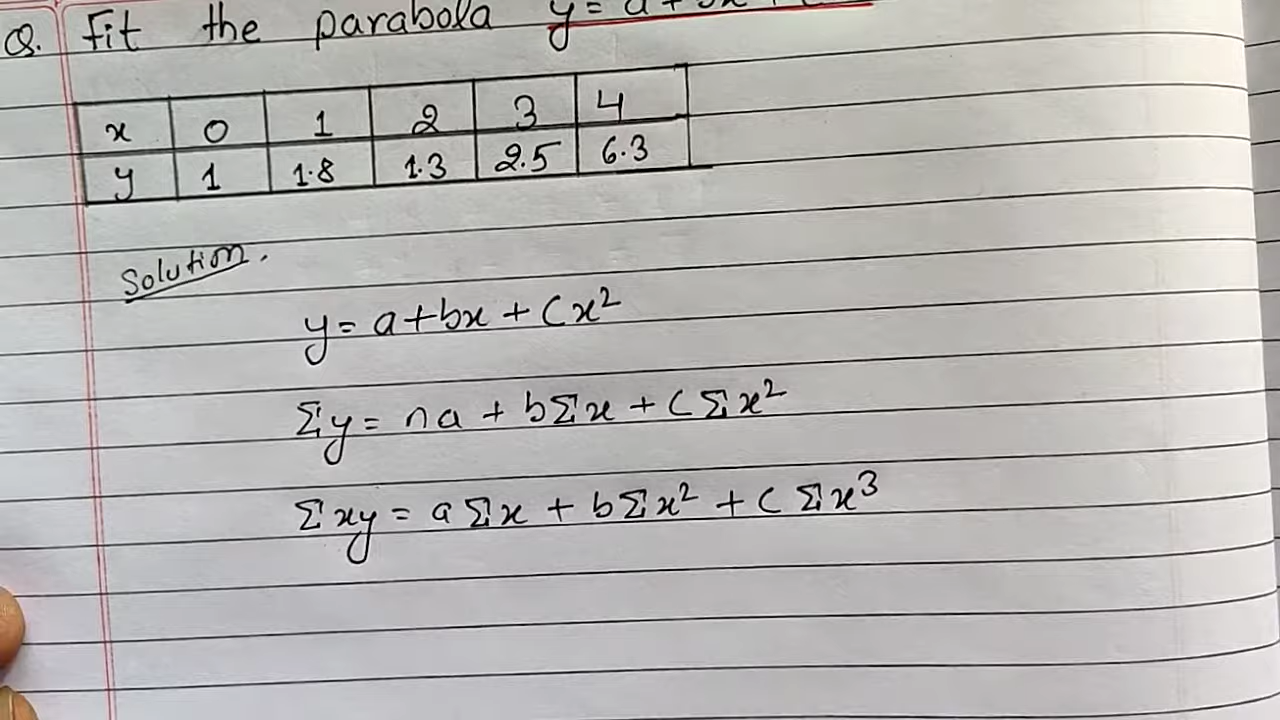 Q. Fit the parabola y = a + bx +
x 0 1 2 3 4
y 1 1.8 1.3 2.5 6.3
Solution.
y = a + bx + cx²
Σy = na + bΣx + cΣx²
Σxy = aΣx + bΣx² + cΣx³